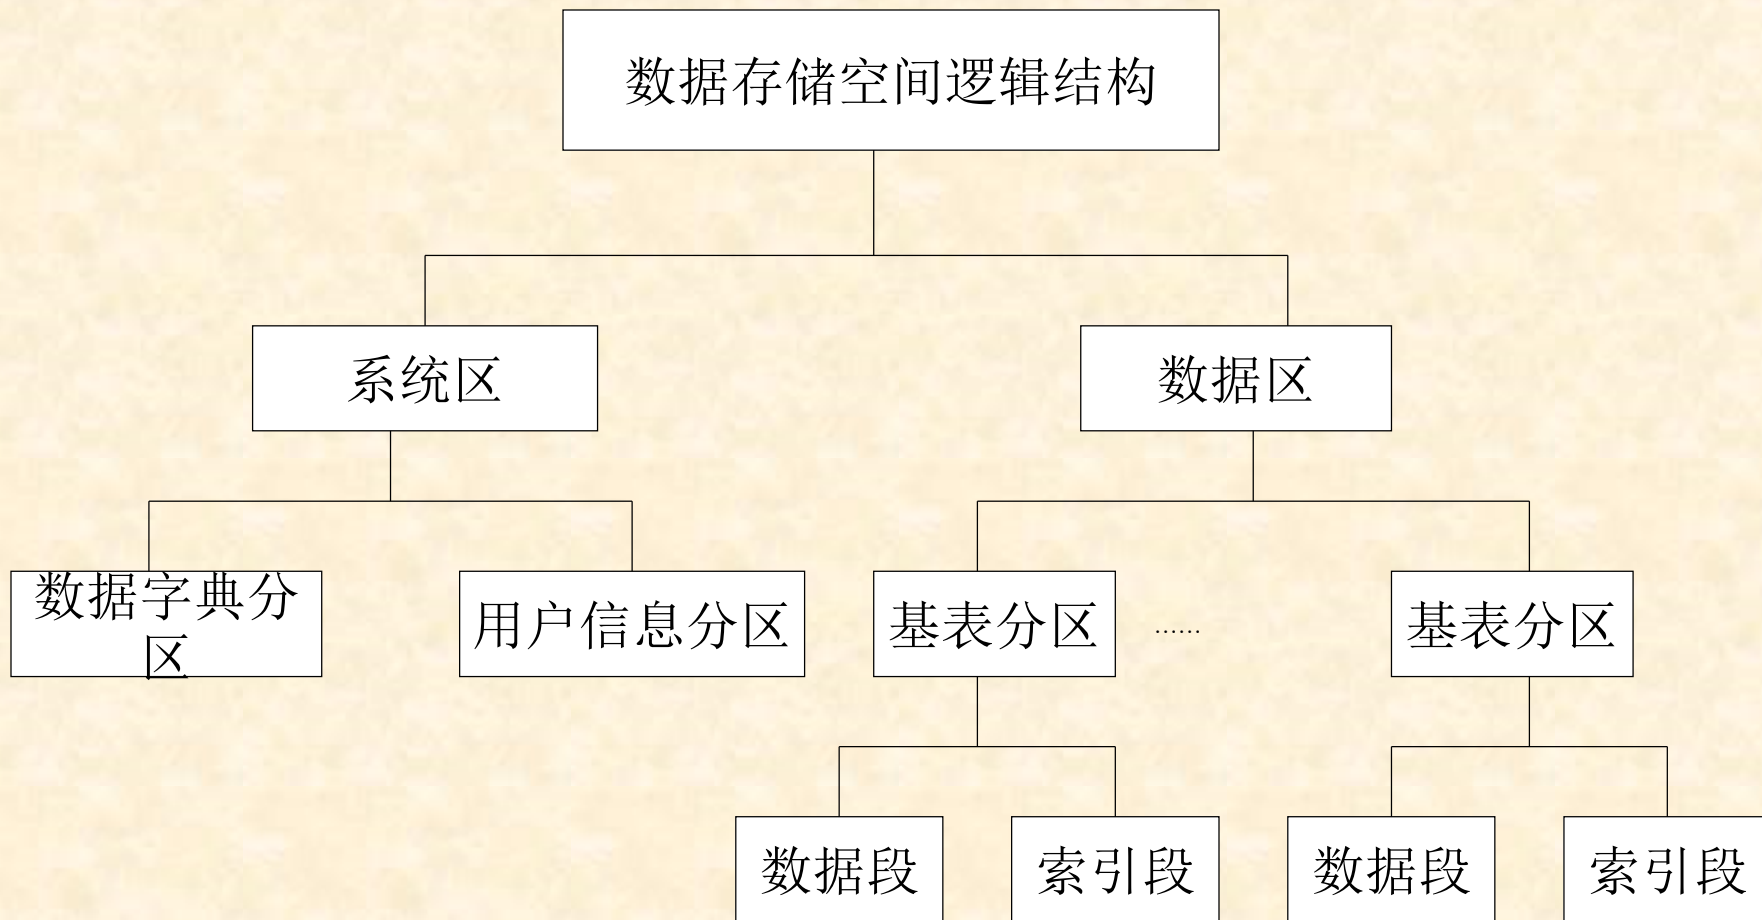 数据存储空间逻辑结构
系统区
数据区
数据字典分
区
用户信息分区
基表分区
……
基表分区
数据段
索引段
数据段
索引段